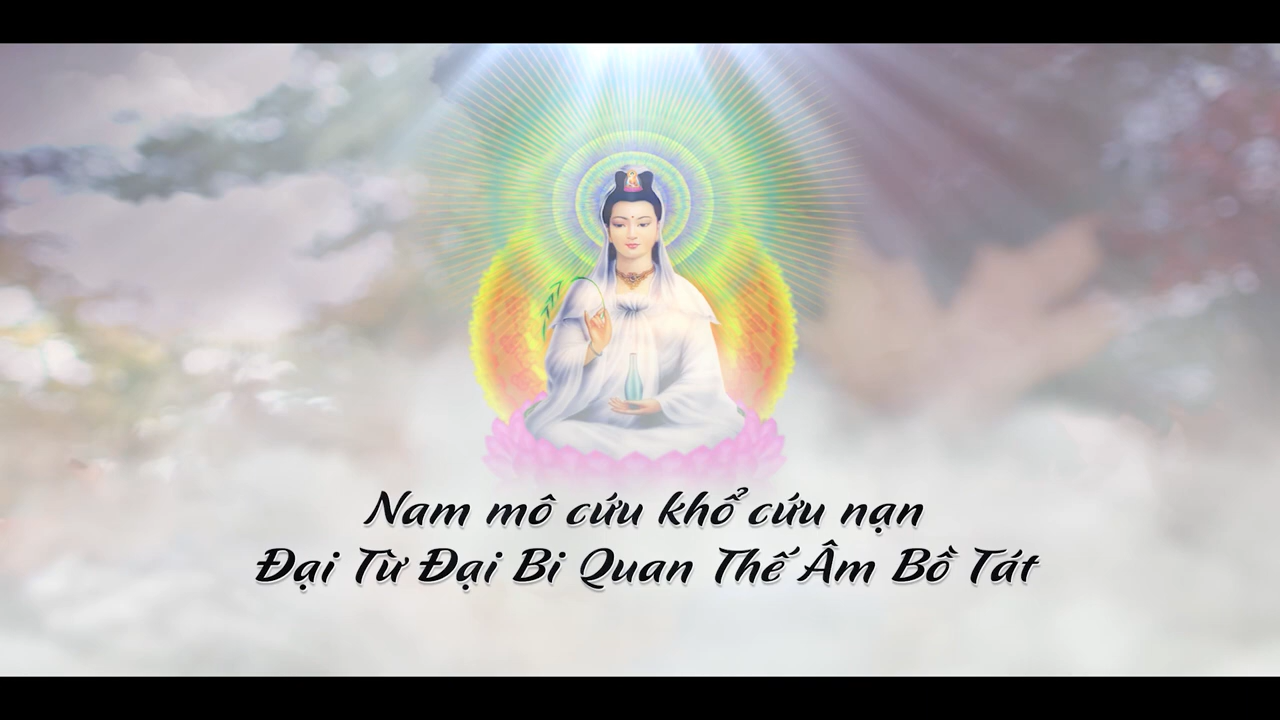 Nam mô cứu khổ cứu nạn
Đại Từ Đại Bi Quan Thế Âm Bồ Tát